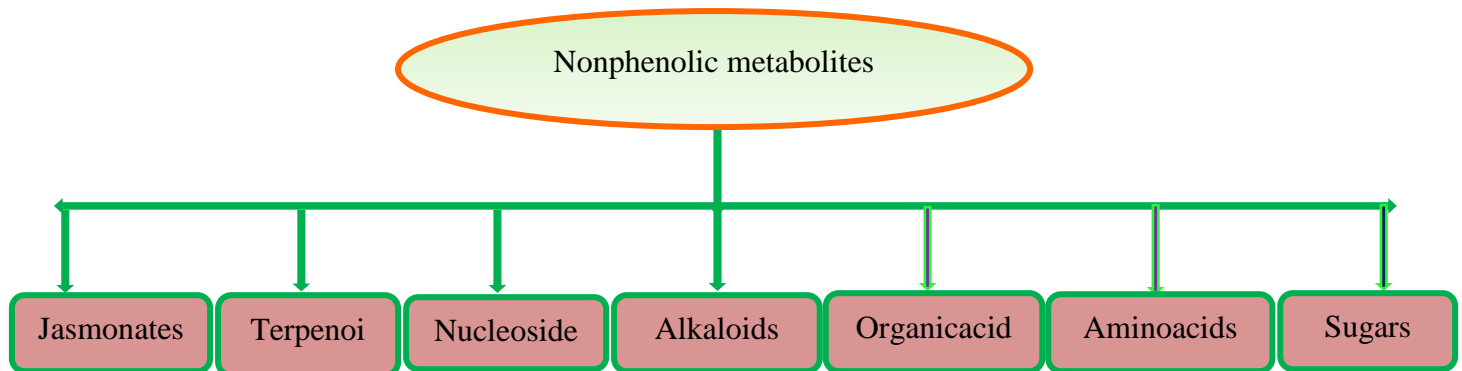 Nonphenolic metabolites
Jasmonates
Terpenoi
Nucleoside
Alkaloids
Organicacid
Aminoacids
Sugars